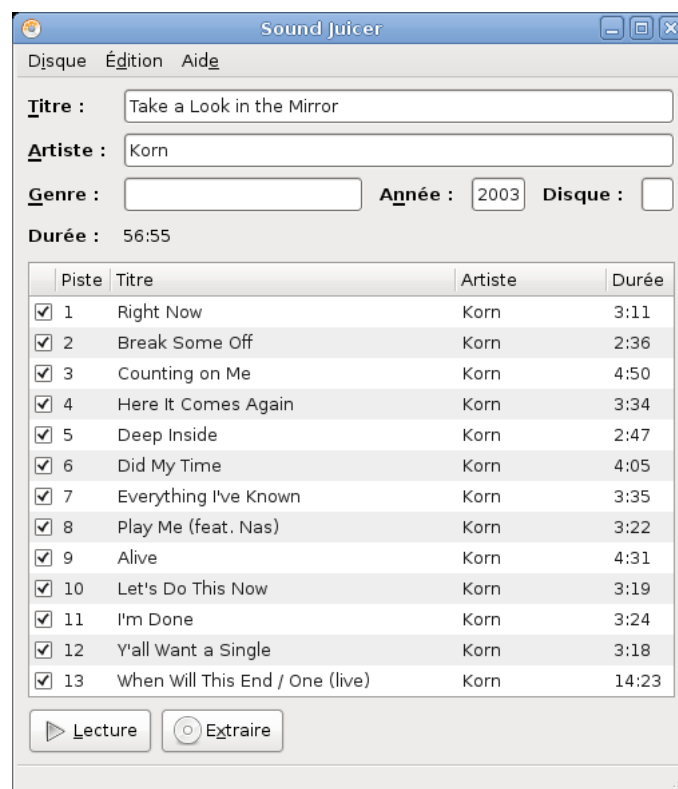 Sound Juicer
Disque Édition Aide
Titre : Take a Look in the Mirror
Artiste : Korn
Genre : Année : 2003 Disque :
Durée : 56:55
Piste Titre Artiste Durée
1 Right Now Korn 3:11
2 Break Some Off Korn 2:36
3 Counting on Me Korn 4:50
4 Here It Comes Again Korn 3:34
5 Deep Inside Korn 2:47
6 Did My Time Korn 4:05
7 Everything I've Known Korn 3:35
8 Play Me (feat. Nas) Korn 3:22
9 Alive Korn 4:31
10 Let's Do This Now Korn 3:19
11 I'm Done Korn 3:24
12 Y'all Want a Single Korn 3:18
13 When Will This End / One (live) Korn 14:23
Lecture Extraire